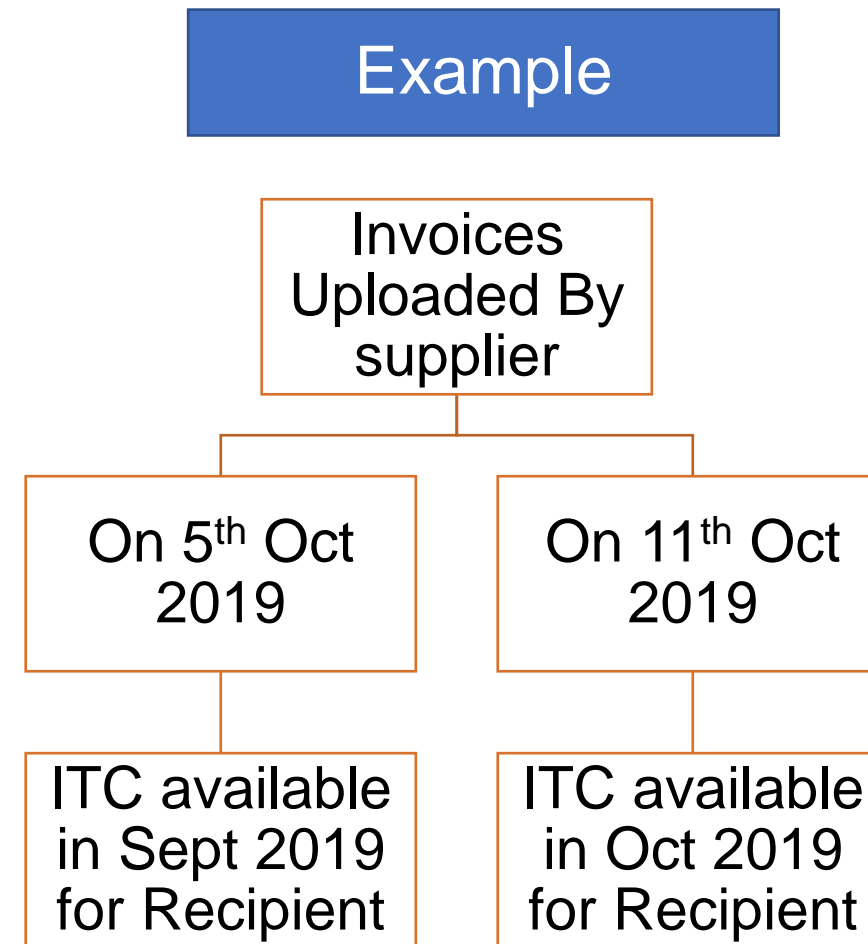 Example
Invoices
Uploaded By
supplier
On 5th Oct
2019
On 11th Oct
2019
ITC available
in Sept 2019
for Recipient
ITC available
in Oct 2019
for Recipient